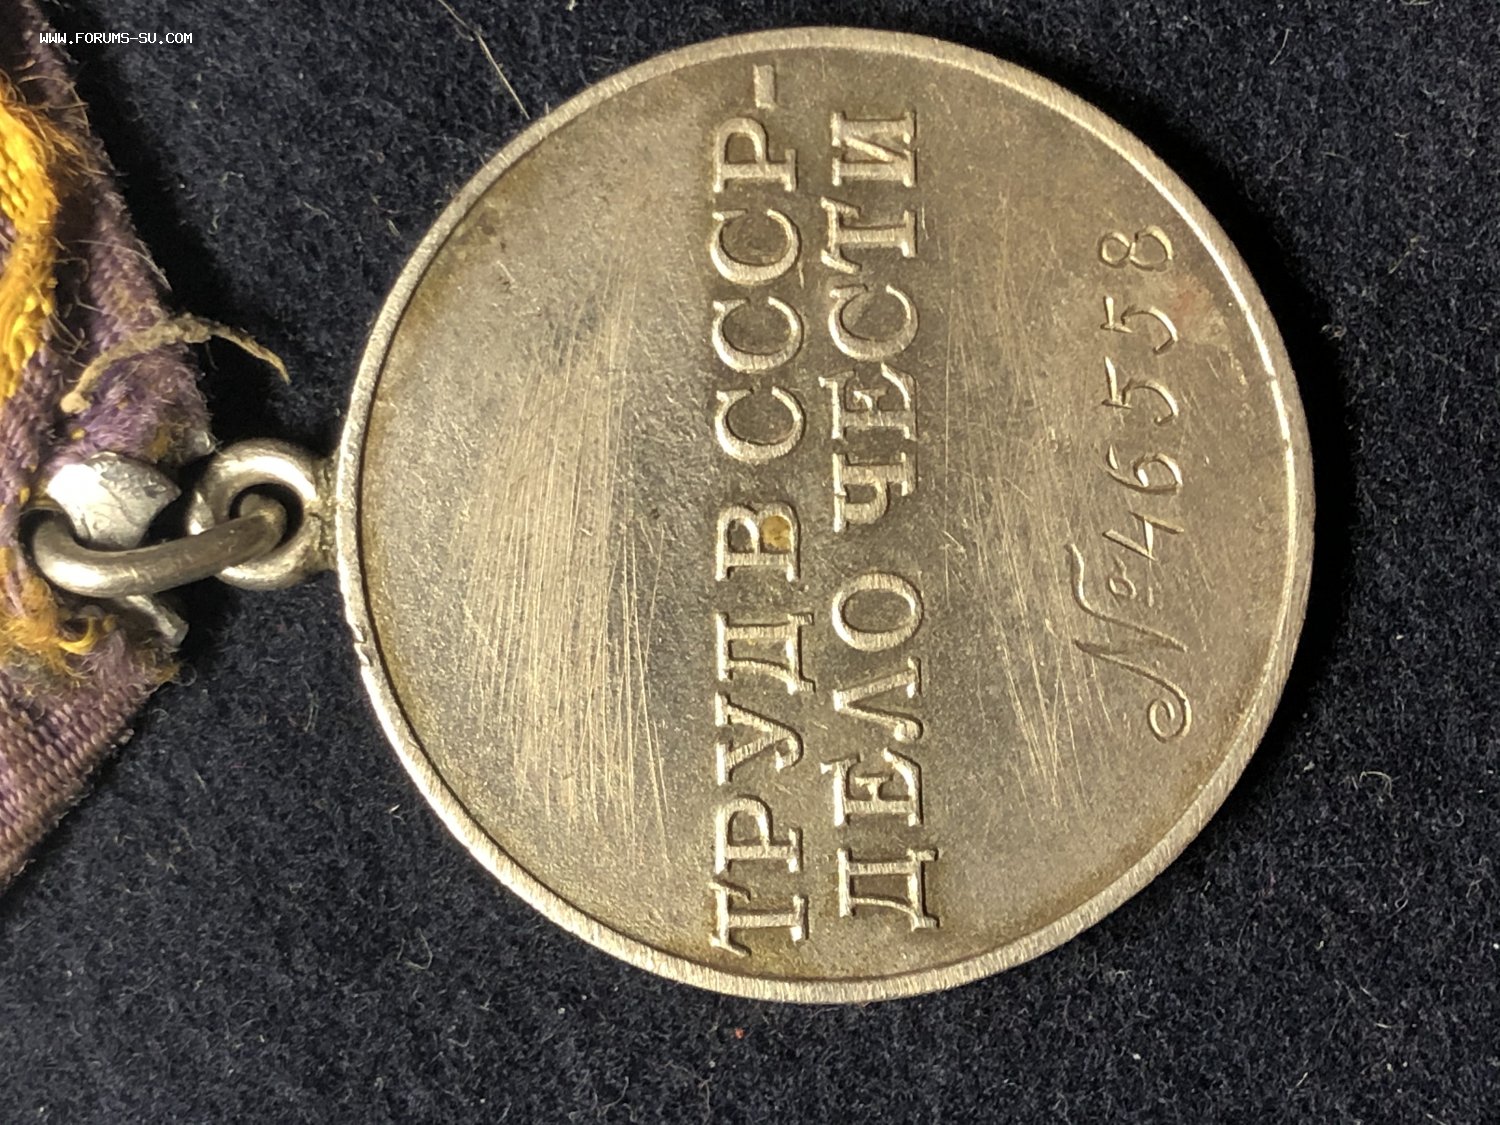 WWW.FORUMS-SU.COM
ТРУД В СССР-
ДЕЛО ЧЕСТИ
№46558